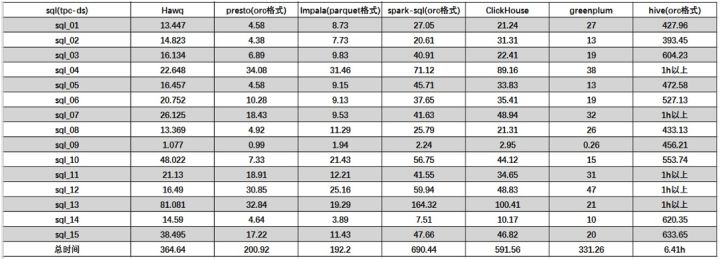 sql(tpc-ds) Hawq presto(orc格式) Impala(parquet格式) spark-sql(orc格式) ClickHouse greenplum hive(orc格式)
sql_01 13.447 4.58 8.73 27.05 21.24 27 427.96
sql_02 14.823 4.38 7.73 20.61 31.31 13 393.45
sql_03 16.134 6.89 9.83 40.91 22.41 19 604.23
sql_04 22.648 34.08 31.46 71.12 89.16 38 1h以上
sql_05 16.457 4.58 9.15 45.71 33.83 13 472.58
sql_06 20.752 10.28 9.13 37.65 35.41 19 527.13
sql_07 26.125 18.43 9.53 41.63 48.94 32 1h以上
sql_08 13.369 4.92 11.29 25.79 21.31 26 433.13
sql_09 1.077 0.99 1.94 2.24 2.95 0.26 456.21
sql_10 48.022 7.33 21.43 56.75 44.12 15 553.74
sql_11 21.13 18.91 12.21 41.55 34.65 31 1h以上
sql_12 16.49 30.85 25.16 59.94 48.83 47 1h以上
sql_13 81.081 32.84 19.29 164.32 100.41 21 1h以上
sql_14 14.59 4.64 3.89 7.51 10.17 10 620.35
sql_15 38.495 17.22 11.43 47.66 46.82 20 633.65
总时间 364.64 200.92 192.2 690.44 591.56 331.26 6.41h